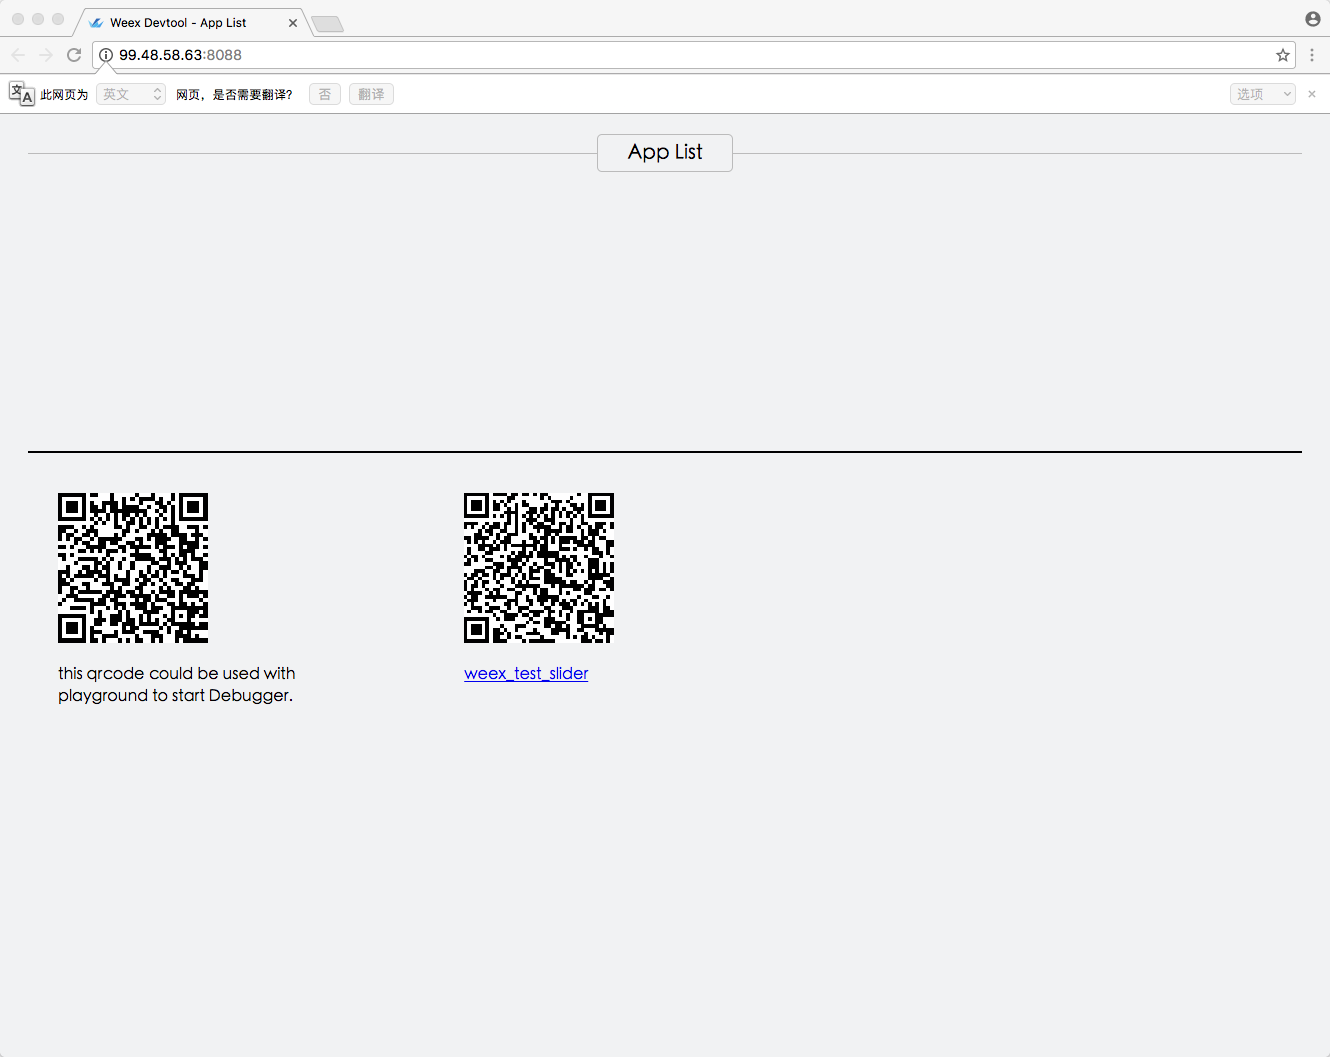 Weex Devtool - App List
99.48.58.63:8088
此网页为 英文 网页，是否需要翻译？ 否 翻译 选项
App List
this qrcode could be used with
playground to start Debugger.
weex_test_slider